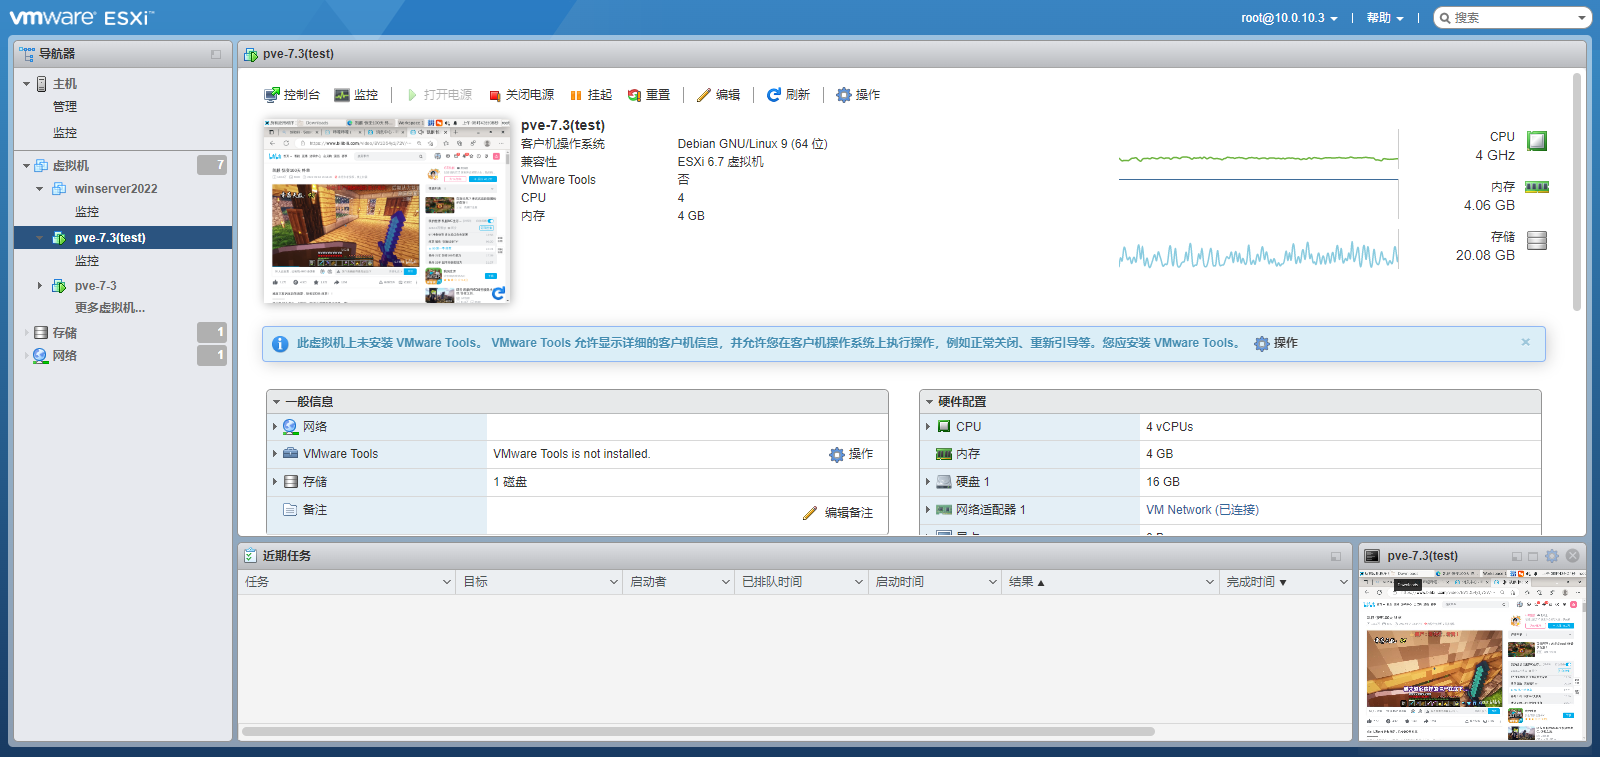 vmware ESXi™
root@10.0.10.3
帮助
搜索
导航器
主机
管理
监控
虚拟机 7
winserver2022
监控
pve-7.3(test)
监控
pve-7-3
更多虚拟机...
存储 1
网络 1
pve-7.3(test)
控制台 监控 打开电源 关闭电源 挂起 重置 编辑 刷新 操作
pve-7.3(test)
客户机操作系统 Debian GNU/Linux 9 (64 位)
兼容性 ESXi 6.7 虚拟机
VMware Tools 否
CPU 4
内存 4 GB
CPU
4 GHz
内存
4.06 GB
存储
20.08 GB
此虚拟机上未安装 VMware Tools。 VMware Tools 允许显示详细的客户机信息，并允许您在客户机操作系统上执行操作，例如正常关闭、重新引导等。您应安装 VMware Tools。 操作
一般信息
网络
VMware Tools VMware Tools is not installed. 操作
存储 1 磁盘
备注 编辑备注
硬件配置
CPU 4 vCPUs
内存 4 GB
硬盘 1 16 GB
网络适配器 1 VM Network (已连接)
近期任务
任务 目标 启动者 已排队时间 启动时间 结果 ▲ 完成时间 ▼
pve-7.3(test)